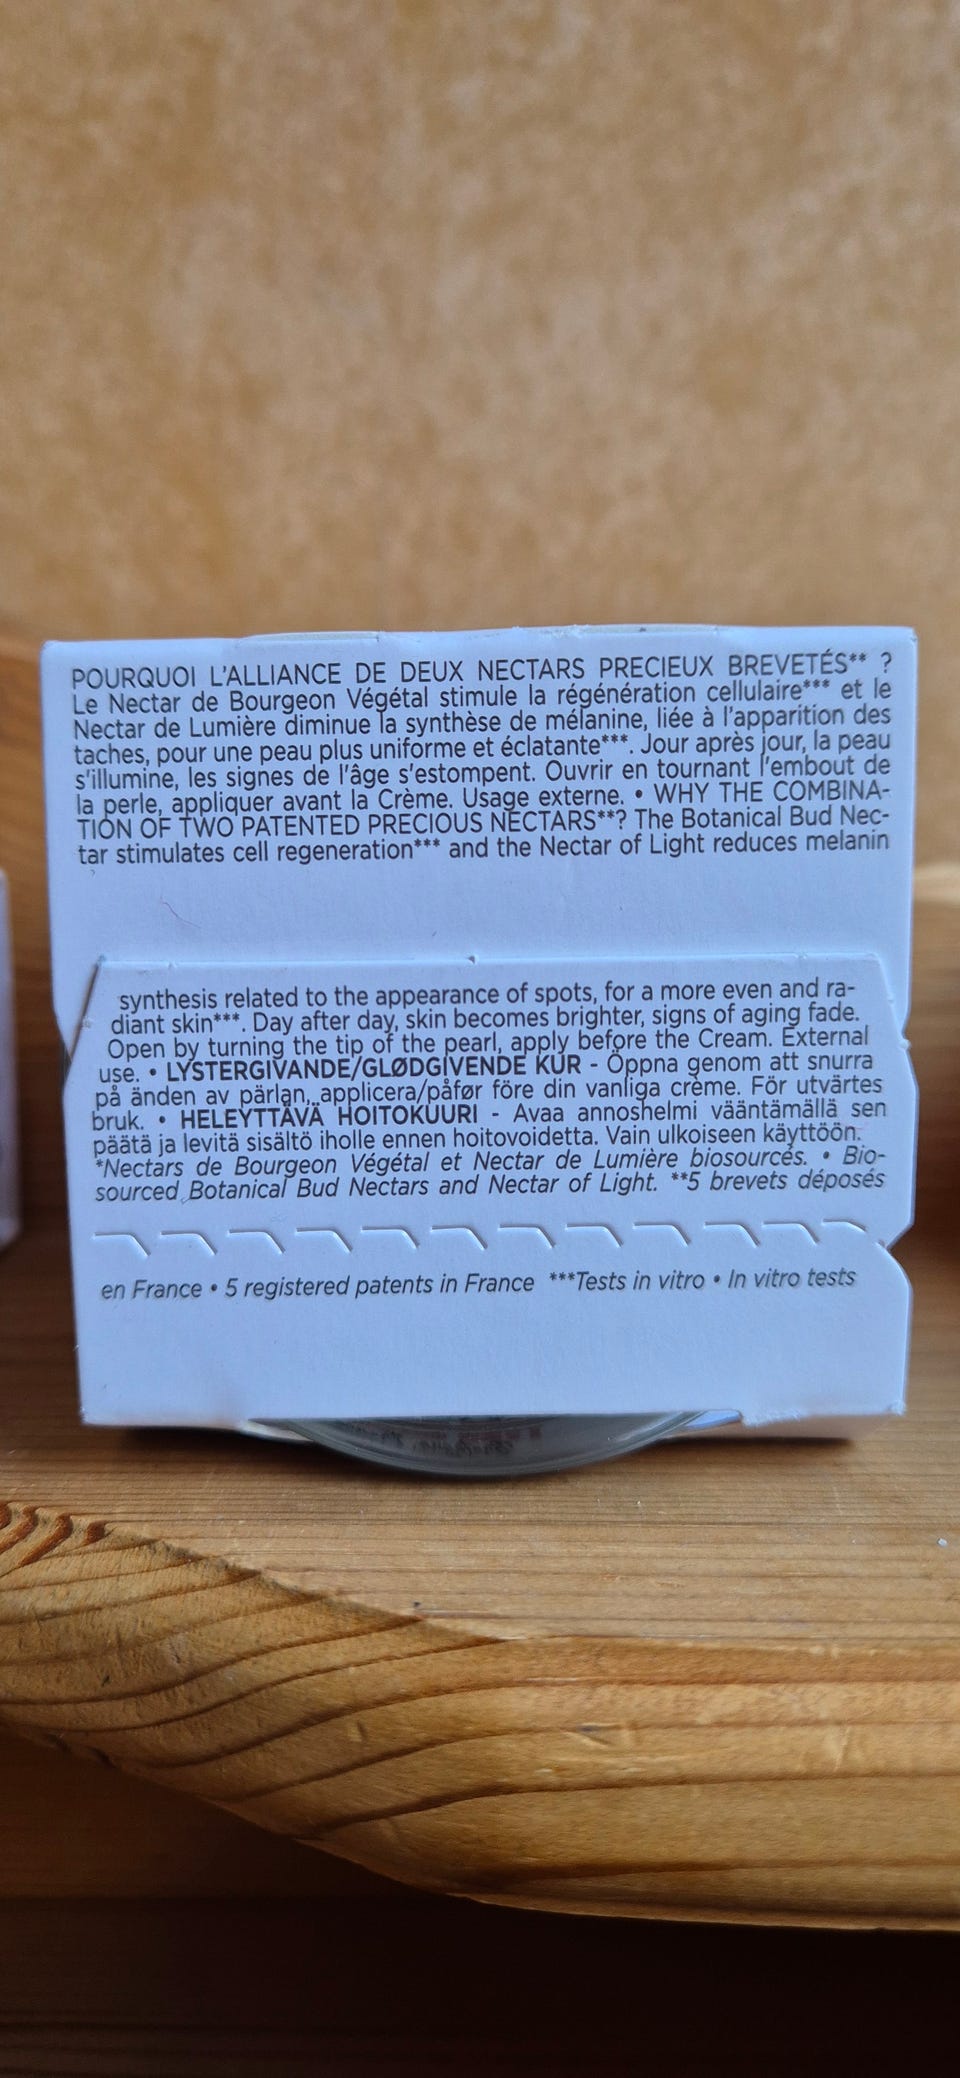 POURQUOI L'ALLIANCE DE DEUX NECTARS PRECIEUX BREVETÉS** ?
Le Nectar de Bourgeon Végétal stimule la régénération cellulaire*** et le
Nectar de Lumière diminue la synthèse de mélanine, liée à l'apparition des
taches, pour une peau plus uniforme et éclatante***. Jour après jour, la peau
s'illumine, les signes de l'âge s'estompent. Ouvrir en tournant l'embout de
la perle, appliquer avant la Crème. Usage externe. • WHY THE COMBINA-
TION OF TWO PATENTED PRECIOUS NECTARS**? The Botanical Bud Nec-
tar stimulates cell regeneration*** and the Nectar of Light reduces melanin
synthesis related to the appearance of spots, for a more even and ra-
diant skin***. Day after day, skin becomes brighter, signs of aging fade.
Open by turning the tip of the pearl, apply before the Cream. External
use. • LYSTERGIVANDE/GLØDGIVENDE KUR - Öppna genom att snurra
på änden av pärlan, applicera/påfør före din vanliga crème. För utvärtes
bruk. • HELEYTTÄVÄ HOITOKUURI - Avaa annoshelmi vääntämällä sen
päätä ja levitä sisältö iholle ennen hoitovoidetta. Vain ulkoiseen käyttöön.
*Nectars de Bourgeon Végétal et Nectar de Lumière biosourcés. • Bio-
sourced Botanical Bud Nectars and Nectar of Light. **5 brevets déposés
en France • 5 registered patents in France ***Tests in vitro • In vitro tests